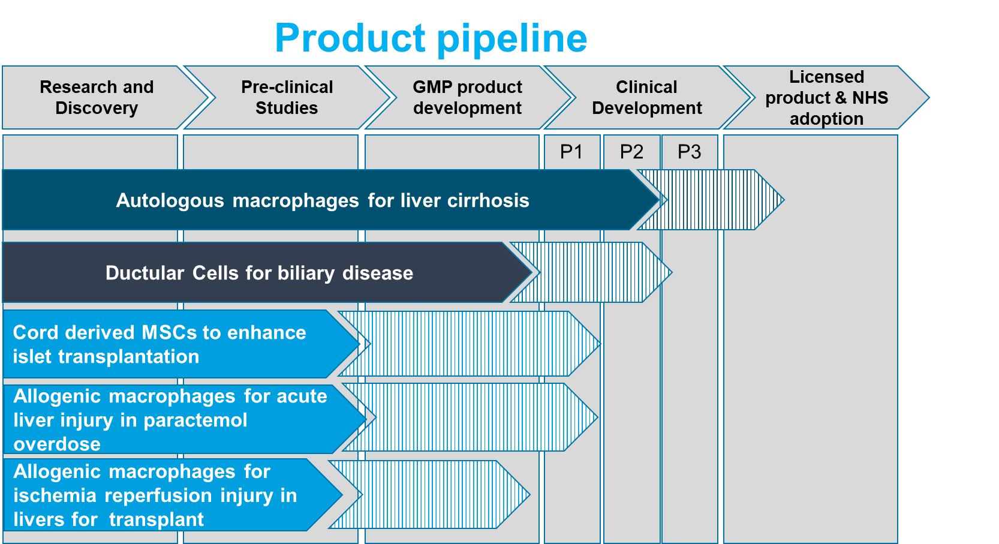 Product pipeline
Research and
Discovery
Pre-clinical
Studies
GMP product
development
Clinical
Development
Licensed
product & NHS
adoption
P1
P2
P3
Autologous macrophages for liver cirrhosis
Ductular Cells for biliary disease
Cord derived MSCs to enhance
islet transplantation
Allogenic macrophages for acute
liver injury in paractemol
overdose
Allogenic macrophages for
ischemia reperfusion injury in
livers for transplant